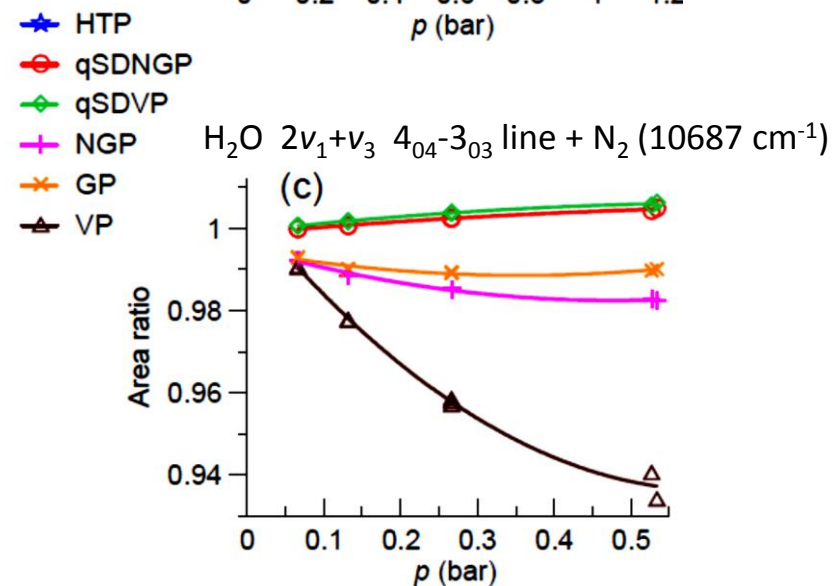 p (bar)
HTP
qSDNGP
qSDVP
NGP
GP
VP
H₂O 2ν₁+ν₃ 4₀₄-3₀₃ line + N₂ (10687 cm⁻¹)
(c)
1
0.98
0.96
0.94
Area ratio
0 0.1 0.2 0.3 0.4 0.5
p (bar)